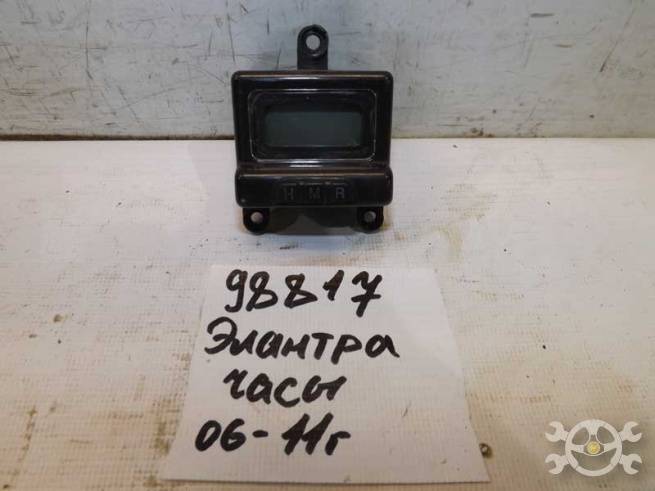 H M R
98817
Элантра
часы
06-11г